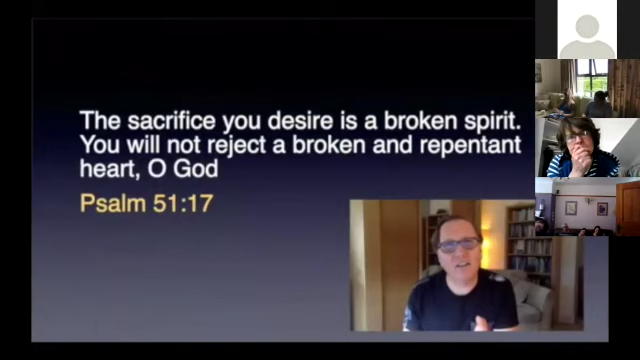 The sacrifice you desire is a broken spirit.
You will not reject a broken and repentant
heart, O God
Psalm 51:17